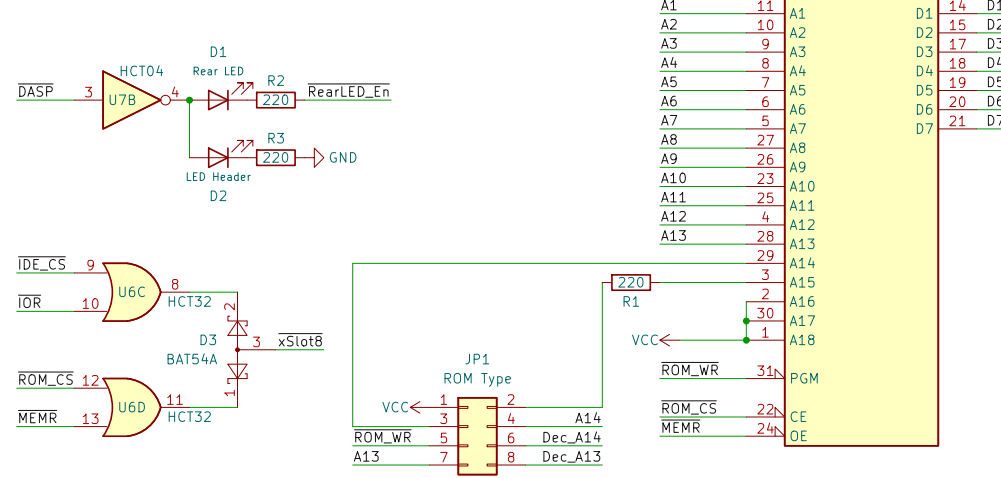 D1
Rear LED
HCT04
DASP
3
U7B
4
R2
220
RearLED_En
R3
220
GND
LED Header
D2
IDE_CS
9
8
U6C
HCT32
IOR
10
2
D3
BAT54A
3
xSlot8
1
ROM_CS
12
11
U6D
HCT32
MEMR
13
JP1
ROM Type
VCC
1
2
3
4
A14
ROM_WR
5
6
Dec_A14
A13
7
8
Dec_A13
220
R1
VCC
A1
11
A1
A2
10
A2
A3
9
A3
A4
8
A4
A5
7
A5
A6
6
A6
A7
5
A7
A8
27
A8
A9
26
A9
A10
23
A10
A11
25
A11
A12
4
A12
A13
28
A13
29
A14
3
A15
2
A16
30
A17
1
A18
ROM_WR
31
PGM
ROM_CS
22
CE
MEMR
24
OE
D1
14
D1
D2
15
D2
D3
17
D3
D4
18
D4
D5
19
D5
D6
20
D6
D7
21
D7